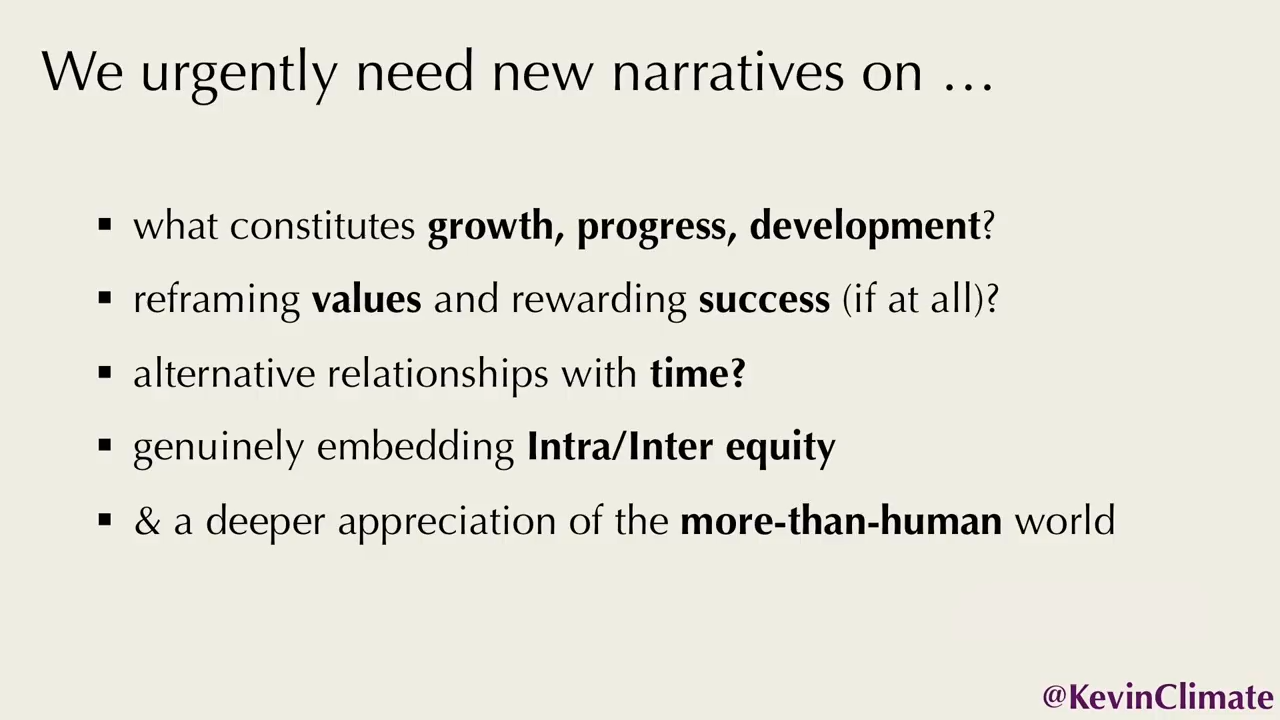 We urgently need new narratives on …
▪ what constitutes growth, progress, development?
▪ reframing values and rewarding success (if at all)?
▪ alternative relationships with time?
▪ genuinely embedding Intra/Inter equity
▪ & a deeper appreciation of the more-than-human world
@KevinClimate